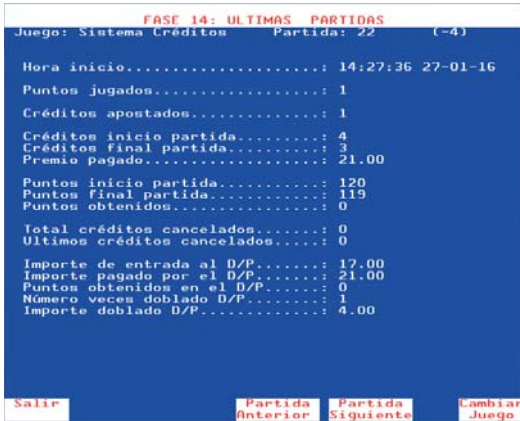 FASE 14: ULTIMAS PARTIDAS
Juego: Sistema Créditos Partida: 22 (-4)
Hora inicio......................: 14:27:36 27-01-16
Puntos jugados...................: 1
Créditos apostados...............: 1
Créditos inicio partida..........: 4
Créditos final partida...........: 3
Premio pagado....................: 21.00
Puntos inicio partida............: 120
Puntos final partida.............: 119
Puntos obtenidos.................: 0
Total créditos cancelados........: 0
Ultimos créditos cancelados......: 0
Importe de entrada al D/P........: 17.00
Importe pagado por el D/P........: 21.00
Puntos obtenidos en el D/P.......: 0
Número veces doblado D/P.........: 1
Importe doblado D/P..............: 4.00
Salir Partida Partida Cambiar
Anterior Siguiente Juego